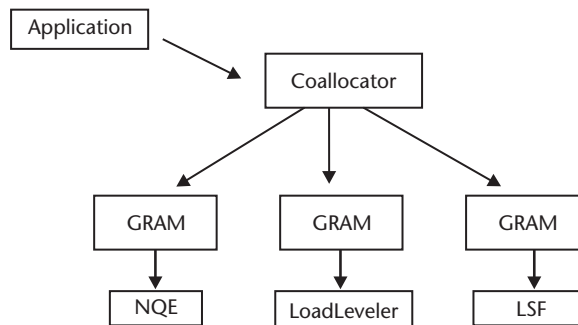 Application
Coallocator
GRAM
GRAM
GRAM
NQE
LoadLeveler
LSF